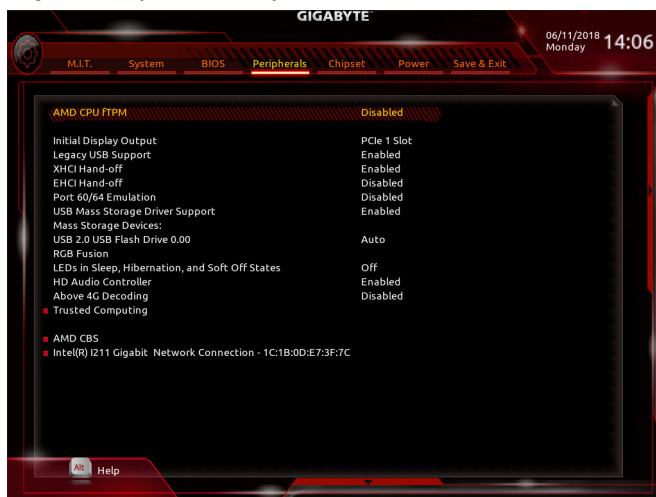 GIGABYTE™
06/11/2018 Monday 14:06
M.I.T. System BIOS Peripherals Chipset Power Save & Exit
AMD CPU fTPM Disabled
Initial Display Output PCIe 1 Slot
Legacy USB Support Enabled
XHCI Hand-off Enabled
EHCI Hand-off Disabled
Port 60/64 Emulation Disabled
USB Mass Storage Driver Support Enabled
Mass Storage Devices:
USB 2.0 USB Flash Drive 0.00 Auto
RGB Fusion
LEDs in Sleep, Hibernation, and Soft Off States Off
HD Audio Controller Enabled
Above 4G Decoding Disabled
Trusted Computing
AMD CBS
Intel(R) I211 Gigabit Network Connection - 1C:1B:0D:E7:3F:7C
Alt Help